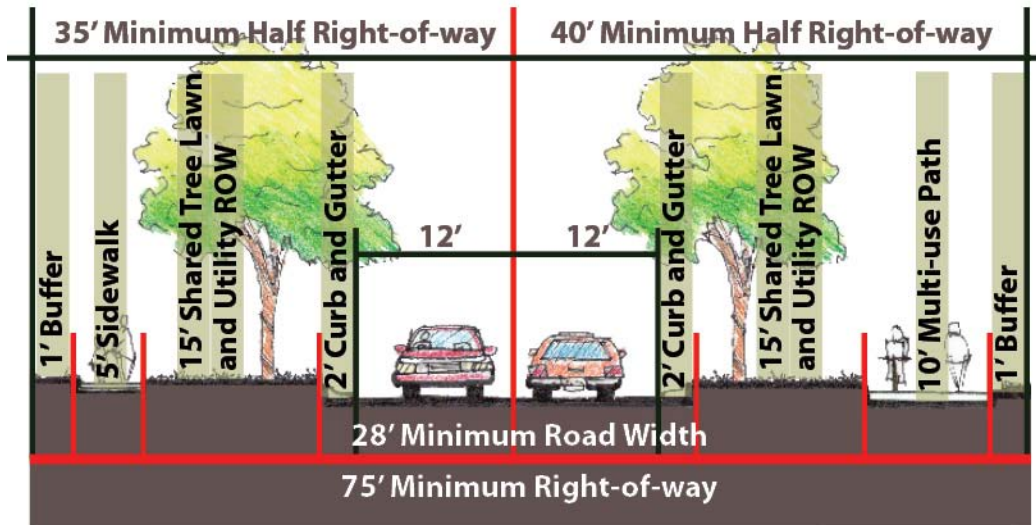 35’ Minimum Half Right-of-way
40’ Minimum Half Right-of-way
1’ Buffer
5’ Sidewalk
15’ Shared Tree Lawn
and Utility ROW
2’ Curb and Gutter
12’
12’
2’ Curb and Gutter
15’ Shared Tree Lawn
and Utility ROW
10’ Multi-use Path
1’ Buffer
28’ Minimum Road Width
75’ Minimum Right-of-way